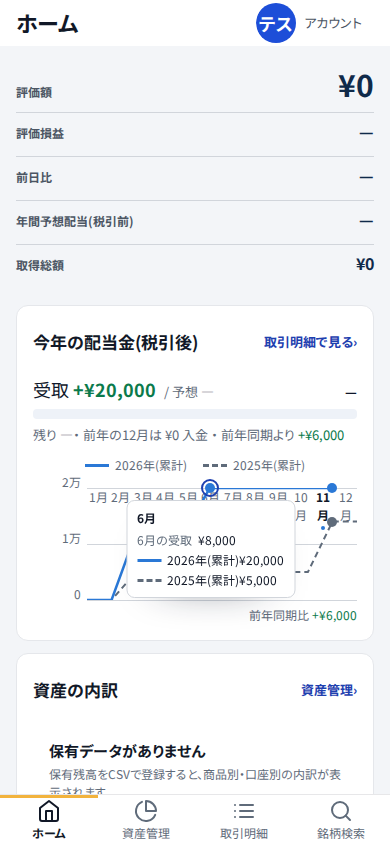 ホーム
テス アカウント
評価額 ¥0
評価損益 —
前日比 —
年間予想配当(税引前) —
取得総額 ¥0
今年の配当金(税引後) 取引明細で見る›
受取 +¥20,000 / 予想 — —
残り —・前年の12月は ¥0 入金・前年同期より +¥6,000
2026年(累計) 2025年(累計)
2万
1月 2月 3月 4月 5月 6月 7月 8月 9月 10月 11月 12月
6月
6月の受取 ¥8,000
1万
2026年(累計)¥20,000
2025年(累計)¥5,000
0
前年同期比 +¥6,000
資産の内訳 資産管理›
保有データがありません
保有残高をCSVで登録すると、商品別・口座別の内訳が表
示されます
ホーム 資産管理 取引明細 銘柄検索